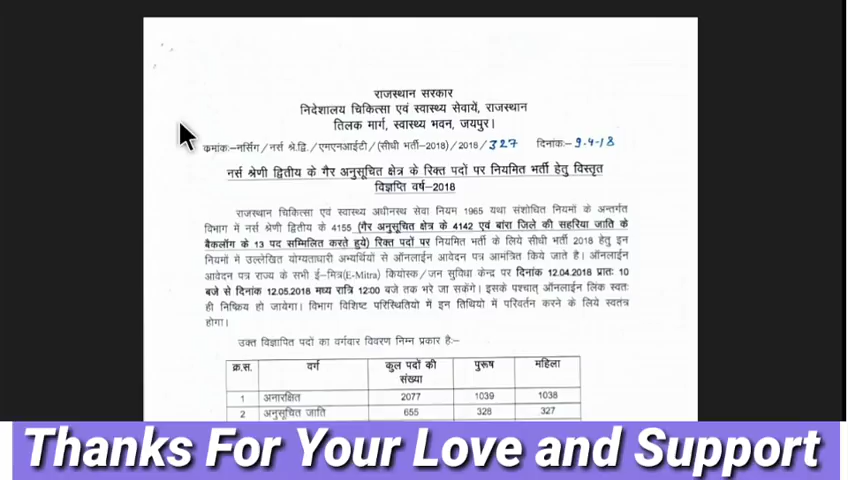 राजस्थान सरकार
निदेशालय चिकित्सा एवं स्वास्थ्य सेवायें, राजस्थान
तिलक मार्ग, स्वास्थ्य भवन, जयपुर।
कमांकः-नर्सिग/नर्स श्रे.द्वि./एमएनआईटी/(सीधी भर्ती-2018)/2018/327 दिनांकः- 9.4.18
नर्स श्रेणी द्वितीय के गैर अनुसूचित क्षेत्र के रिक्त पदों पर नियमित भर्ती हेतु विस्तृत
विज्ञप्ति वर्ष-2018
राजस्थान चिकित्सा एवं स्वास्थ्य अधीनस्थ सेवा नियम 1965 यथा संशोधित नियमों के अन्तर्गत
विभाग में नर्स श्रेणी द्वितीय के 4155 (गैर अनुसूचित क्षेत्र के 4142 एवं बांरा जिले की सहरिया जाति के
बैकलॉग के 13 पद सम्मिलित करते हुये) रिक्त पदों पर नियमित भर्ती के लिये सीधी भर्ती 2018 हेतु इन
नियमों में उल्लेखित योग्यताधारी अभ्यर्थियों से ऑनलाईन आवेदन पत्र आमंत्रित किये जाते है। ऑनलाईन
आवेदन पत्र राज्य के सभी ई-मित्र(E-Mitra) कियोस्क/जन सुविधा केन्द्र पर दिनांक 12.04.2018 प्रातः 10
बजे से दिनांक 12.05.2018 मध्य रात्रि 12:00 बजे तक भरे जा सकेंगे। इसके पश्चात् ऑनलाईन लिंक स्वतः
ही निष्क्रिय हो जायेगा। विभाग विशिष्ट परिस्थितियो में इन तिथियो में परिवर्तन करने के लिये स्वतंत्र
होगा।
उक्त विज्ञापित पदों का वर्गवार विवरण निम्न प्रकार है:-
क्र.स. वर्ग कुल पदों की संख्या पुरूष महिला
1 अनारक्षित 2077 1039 1038
2 अनुसूचित जाति 655 328 327
Thanks For Your Love and Support